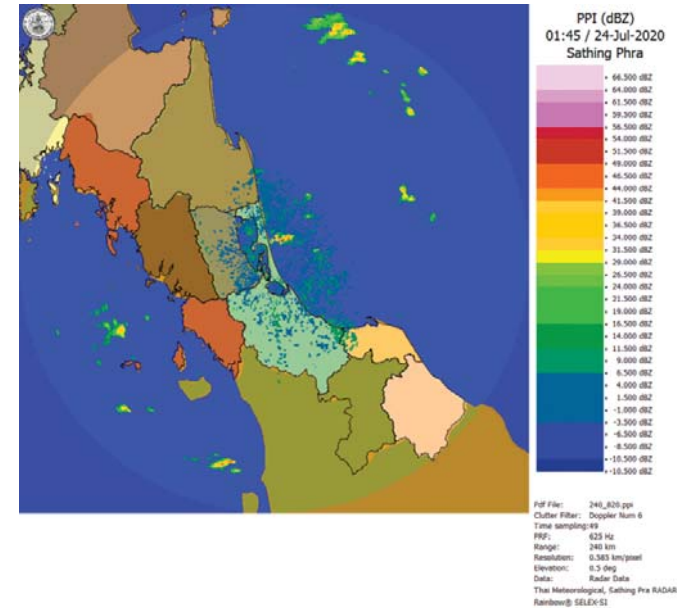 PPI (dBZ)
01:45 / 24-Jul-2020
Sathing Phra
66.500 dBZ
64.000 dBZ
61.500 dBZ
59.300 dBZ
56.500 dBZ
54.000 dBZ
51.500 dBZ
49.000 dBZ
46.500 dBZ
44.000 dBZ
41.500 dBZ
39.000 dBZ
36.500 dBZ
24.000 dBZ
31.500 dBZ
29.000 dBZ
26.500 dBZ
24.000 dBZ
21.500 dBZ
19.000 dBZ
16.500 dBZ
14.000 dBZ
11.500 dBZ
9.000 dBZ
6.500 dBZ
4.000 dBZ
1.500 dBZ
-1.000 dBZ
-3.500 dBZ
-6.500 dBZ
-8.500 dBZ
-10.500 dBZ
-10.500 dBZ
Pdf File: 240_820.ppi
Clutter Filter: Doppler Num 6
Time sampling:49
PRF: 625 Hz
Range: 240 km
Resolution: 0.585 km/pixel
Elevation: 0.5 deg
Data: Radar Data
Thai Meteorological, Sathing Pra RADAR
Rainbow® SELEX-SI